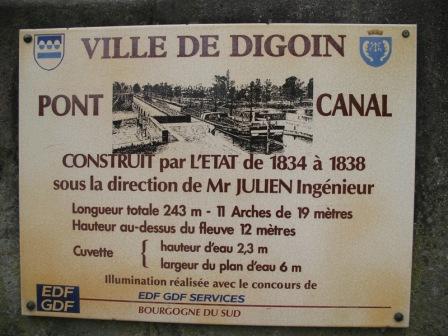 VILLE DE DIGOIN
PONT CANAL
CONSTRUIT par L'ETAT de 1834 à 1838
sous la direction de Mr JULIEN Ingénieur
Longueur totale 243 m - 11 Arches de 19 mètres
Hauteur au-dessus du fleuve 12 mètres
Cuvette { hauteur d'eau 2,3 m
largeur du plan d'eau 6 m
Illumination réalisée avec le concours de
EDF GDF
EDF GDF SERVICES
BOURGOGNE DU SUD